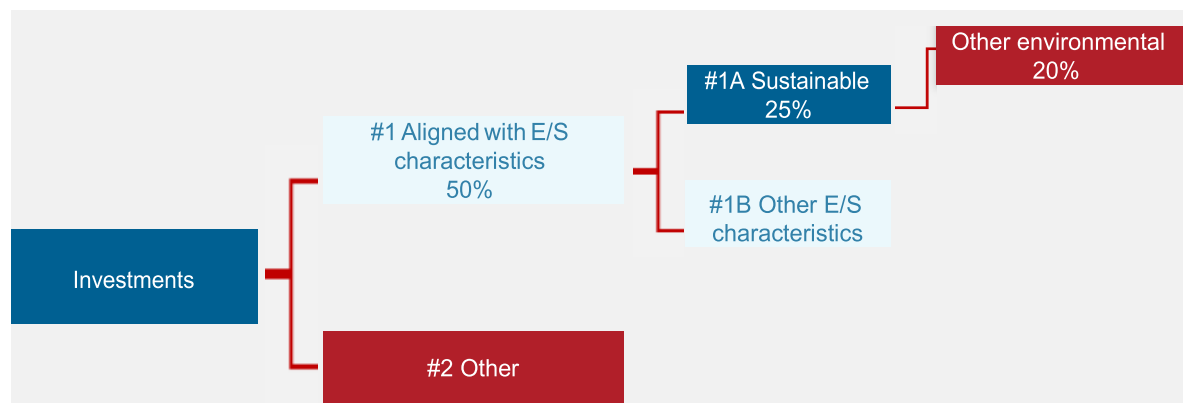 Investments
#1 Aligned with E/S
characteristics
50%
#2 Other
#1A Sustainable
25%
#1B Other E/S
characteristics
Other environmental
20%